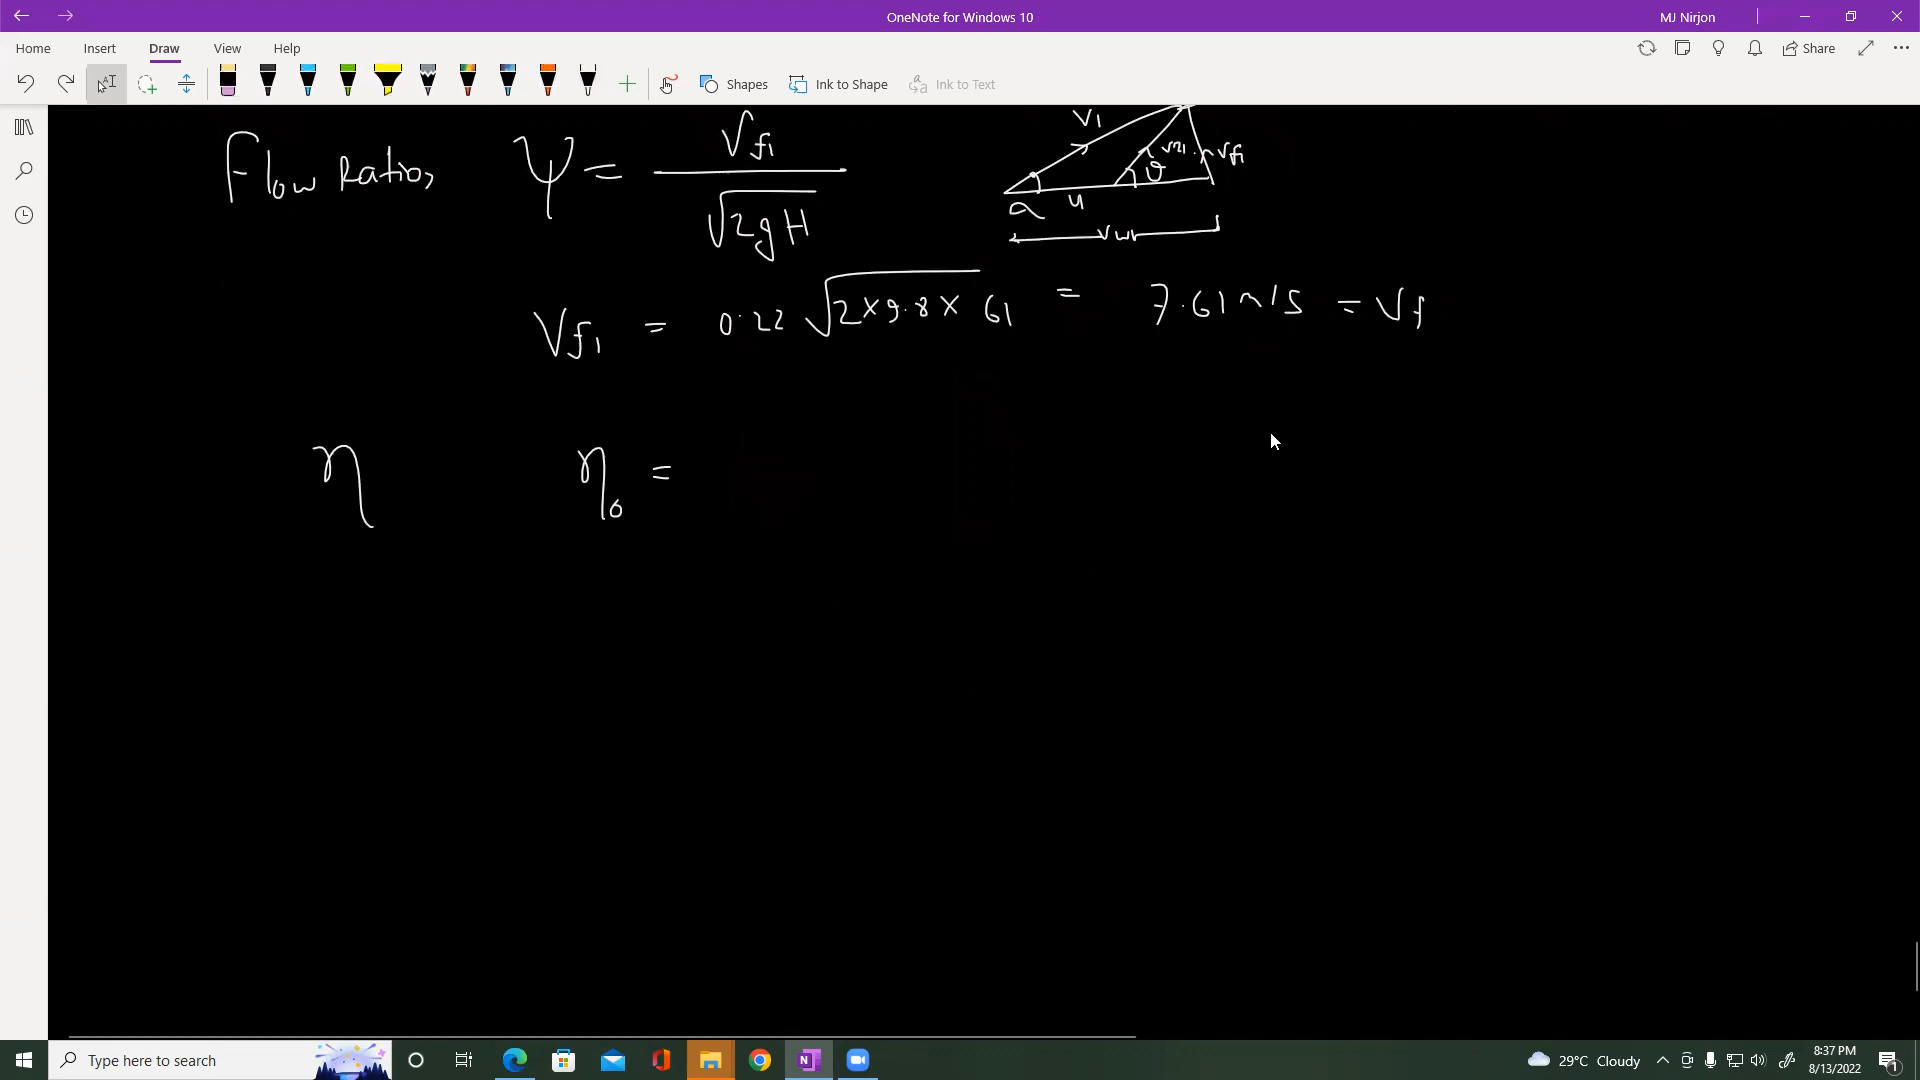 OneNote for Windows 10
MJ Nirjon
Home Insert Draw View Help
Share
Shapes Ink to Shape Ink to Text
Flow Ratio, ψ = Vf1 / √2gH
V1 Vr1 Vf1
α u θ
Vw1
Vf1 = 0.22 √2×9.8×61 = 7.61 m/s = Vf
η η0 =
Type here to search
29°C Cloudy
8:37 PM
8/13/2022
1